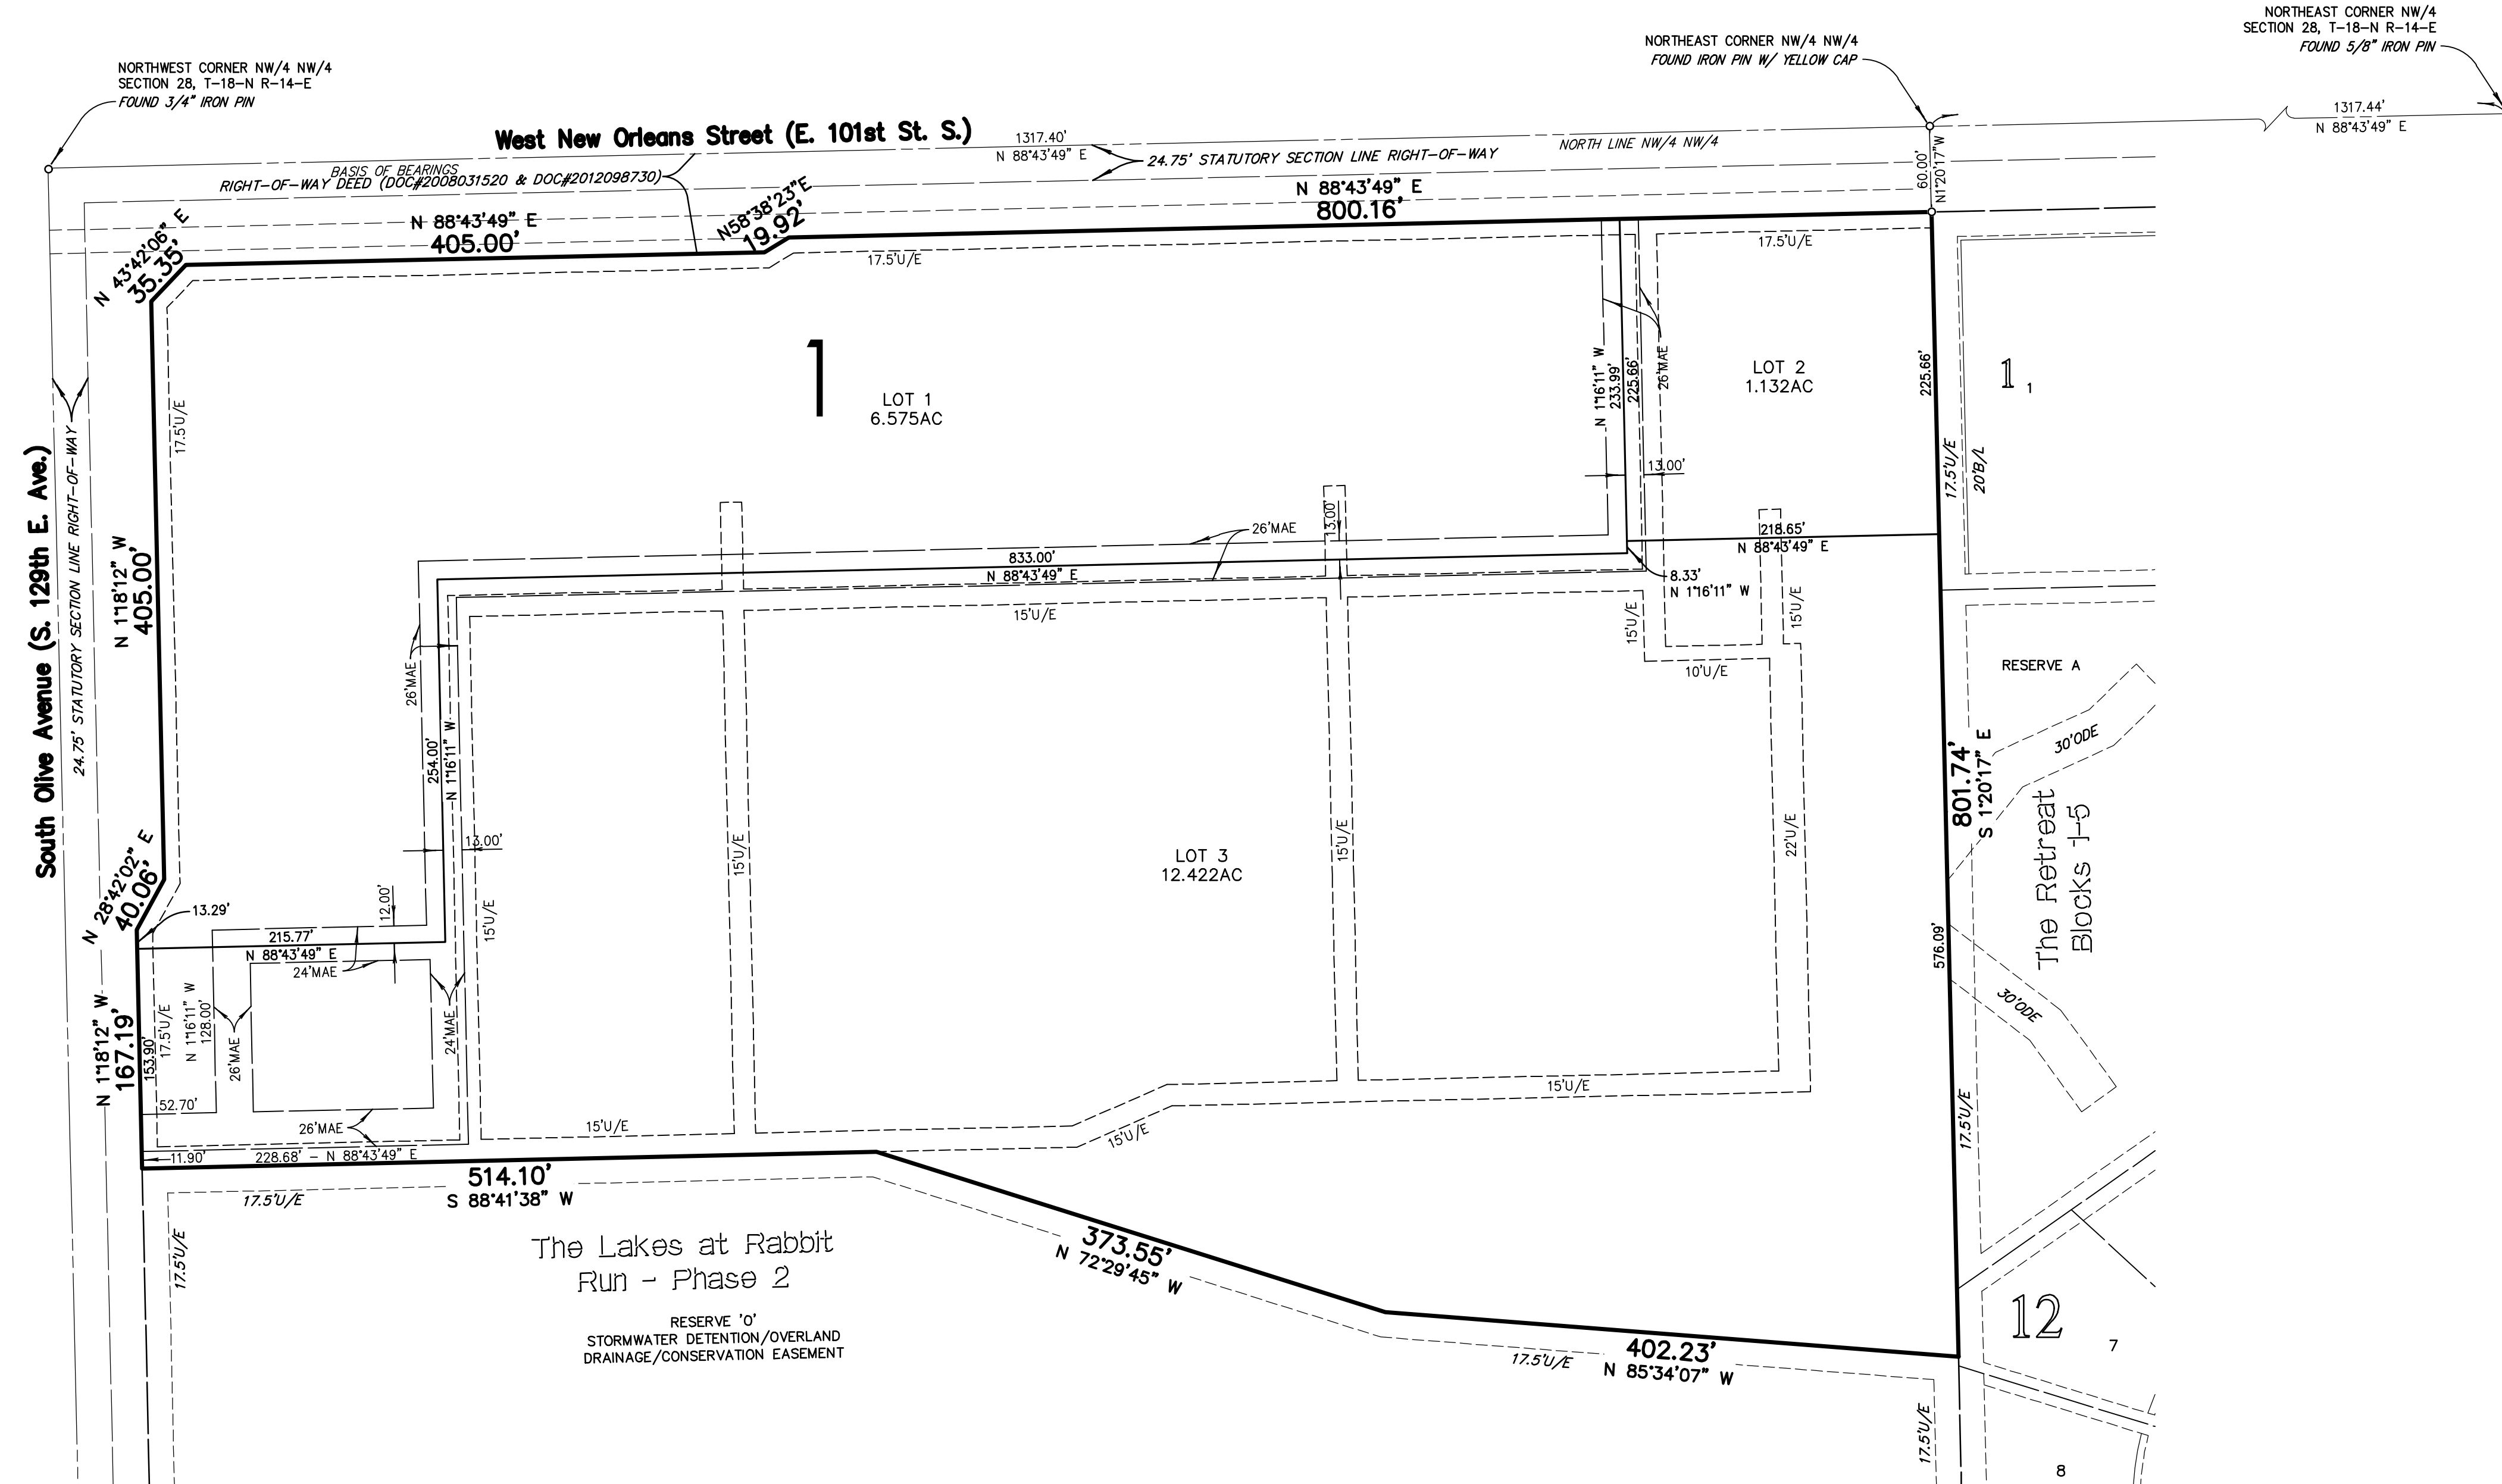 NORTHWEST CORNER NW/4 NW/4
SECTION 28, T-18-N R-14-E
FOUND 3/4" IRON PIN
NORTHEAST CORNER NW/4 NW/4
FOUND IRON PIN W/ YELLOW CAP
NORTHEAST CORNER NW/4
SECTION 28, T-18-N R-14-E
FOUND 5/8" IRON PIN
West New Orleans Street (E. 101st St. S.)
1317.40'
N 88°43'49" E
NORTH LINE NW/4 NW/4
1317.44'
N 88°43'49" E
24.75' STATUTORY SECTION LINE RIGHT-OF-WAY
BASIS OF BEARINGS
RIGHT-OF-WAY DEED (DOC#2008031520 & DOC#2012098730)
60.00'
N1°20'17"W
N 43°42'06" E
35.35'
N 88°43'49" E
405.00'
N58°38'23"E
19.92'
N 88°43'49" E
800.16'
17.5'U/E
17.5'U/E
17.5'U/E
1
LOT 1
6.575AC
N 1°16'11" W
233.99'
225.66'
26'MAE
LOT 2
1.132AC
225.66'
1
1
17.5'U/E
20'B/L
South Olive Avenue (S. 129th E. Ave.)
24.75' STATUTORY SECTION LINE RIGHT-OF-WAY
N 1°18'12" W
405.00'
13.00'
13.00'
26'MAE
833.00'
N 88°43'49" E
218.65'
N 88°43'49" E
8.33'
N 1°16'11" W
15'U/E
15'U/E
15'U/E
10'U/E
26'MAE
254.00'
N 1°16'11" W
13.00'
15'U/E
15'U/E
15'U/E
22'U/E
LOT 3
12.422AC
RESERVE A
30'ODE
801.74'
S 1°20'17" E
The Retreat
Blocks 1-5
576.09'
30'ODE
17.5'U/E
N 28°42'02" E
40.06'
13.29'
12.00'
215.77'
N 88°43'49" E
24'MAE
N 1°18'12" W
167.19'
153.90'
17.5'U/E
N 1°16'11" W
128.00'
26'MAE
24'MAE
52.70'
26'MAE
11.90'
228.68' - N 88°43'49" E
15'U/E
15'U/E
15'U/E
514.10'
S 88°41'38" W
17.5'U/E
17.5'U/E
The Lakes at Rabbit
Run - Phase 2
RESERVE 'O'
STORMWATER DETENTION/OVERLAND
DRAINAGE/CONSERVATION EASEMENT
373.55'
N 72°29'45" W
402.23'
N 85°34'07" W
17.5'U/E
17.5'U/E
12
7
8